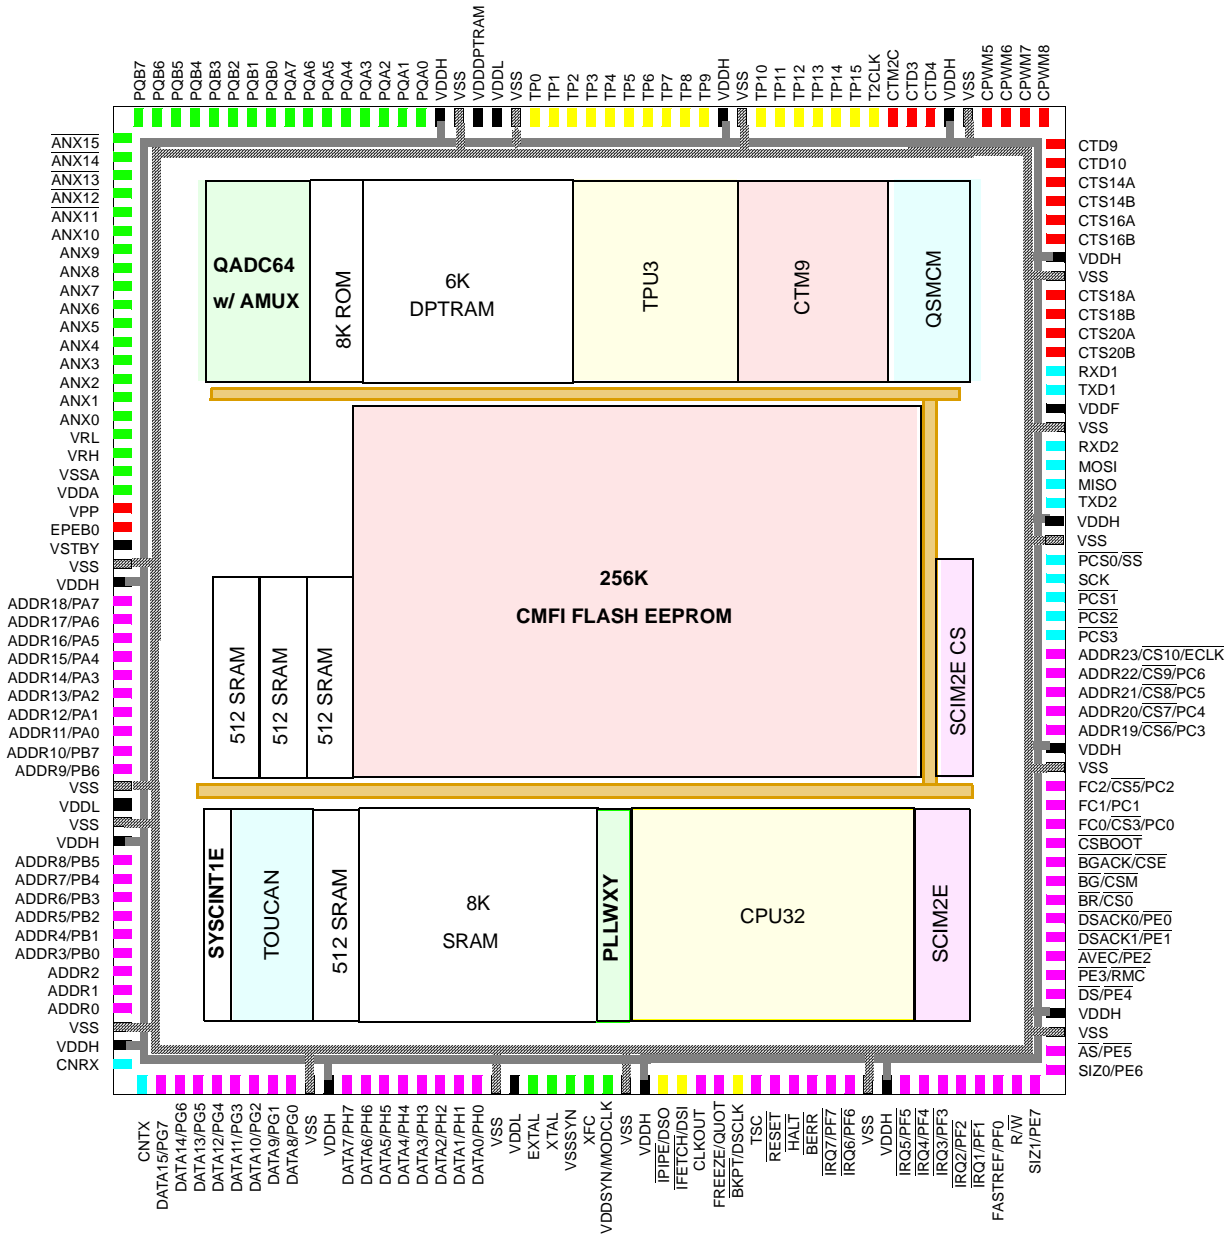 PQB7
PQB6
PQB5
PQB4
PQB3
PQB2
PQB1
PQB0
PQA7
PQA6
PQA5
PQA4
PQA3
PQA2
PQA1
PQA0
VDDH
VSS
VDDDPTRAM
VDDL
VSS
TP0
TP1
TP2
TP3
TP4
TP5
TP6
TP7
TP8
TP9
VDDH
VSS
TP10
TP11
TP12
TP13
TP14
TP15
T2CLK
CTM2C
CTD3
CTD4
VDDH
VSS
CPWM5
CPWM6
CPWM7
CPWM8
ANX15
ANX14
ANX13
ANX12
ANX11
ANX10
ANX9
ANX8
ANX7
ANX6
ANX5
ANX4
ANX3
ANX2
ANX1
ANX0
VRL
VRH
VSSA
VDDA
VPP
EPEB0
VSTBY
VSS
VDDH
ADDR18/PA7
ADDR17/PA6
ADDR16/PA5
ADDR15/PA4
ADDR14/PA3
ADDR13/PA2
ADDR12/PA1
ADDR11/PA0
ADDR10/PB7
ADDR9/PB6
VSS
VDDL
VSS
VDDH
ADDR8/PB5
ADDR7/PB4
ADDR6/PB3
ADDR5/PB2
ADDR4/PB1
ADDR3/PB0
ADDR2
ADDR1
ADDR0
VSS
VDDH
CNRX
QADC64
w/ AMUX
8K ROM
6K
DPTRAM
TPU3
CTM9
QSMCM
256K
CMFI FLASH EEPROM
512 SRAM
512 SRAM
512 SRAM
SCIM2E CS
SYSCINT1E
TOUCAN
512 SRAM
8K
SRAM
PLLWXY
CPU32
SCIM2E
CTD9
CTD10
CTS14A
CTS14B
CTS16A
CTS16B
VDDH
VSS
CTS18A
CTS18B
CTS20A
CTS20B
RXD1
TXD1
VDDF
VSS
RXD2
MOSI
MISO
TXD2
VDDH
VSS
PCS0/SS
SCK
PCS1
PCS2
PCS3
ADDR23/CS10/ECLK
ADDR22/CS9/PC6
ADDR21/CS8/PC5
ADDR20/CS7/PC4
ADDR19/CS6/PC3
VDDH
VSS
FC2/CS5/PC2
FC1/PC1
FC0/CS3/PC0
CSBOOT
BGACK/CSE
BG/CSM
BR/CS0
DSACK0/PE0
DSACK1/PE1
AVEC/PE2
PE3/RMC
DS/PE4
VDDH
VSS
AS/PE5
SIZ0/PE6
CNTX
DATA15/PG7
DATA14/PG6
DATA13/PG5
DATA12/PG4
DATA11/PG3
DATA10/PG2
DATA9/PG1
DATA8/PG0
VSS
VDDH
DATA7/PH7
DATA6/PH6
DATA5/PH5
DATA4/PH4
DATA3/PH3
DATA2/PH2
DATA1/PH1
DATA0/PH0
VSS
VDDL
EXTAL
XTAL
VSSSYN
XFC
VDDSYN/MODCLK
VSS
VDDH
IPIPE/DSO
IFETCH/DSI
CLKOUT
FREEZE/QUOT
BKPT/DSCLK
TSC
RESET
HALT
BERR
IRQ7/PF7
IRQ6/PF6
VSS
VDDH
IRQ5/PF5
IRQ4/PF4
IRQ3/PF3
IRQ2/PF2
IRQ1/PF1
FASTREF/PF0
R/W
SIZ1/PE7